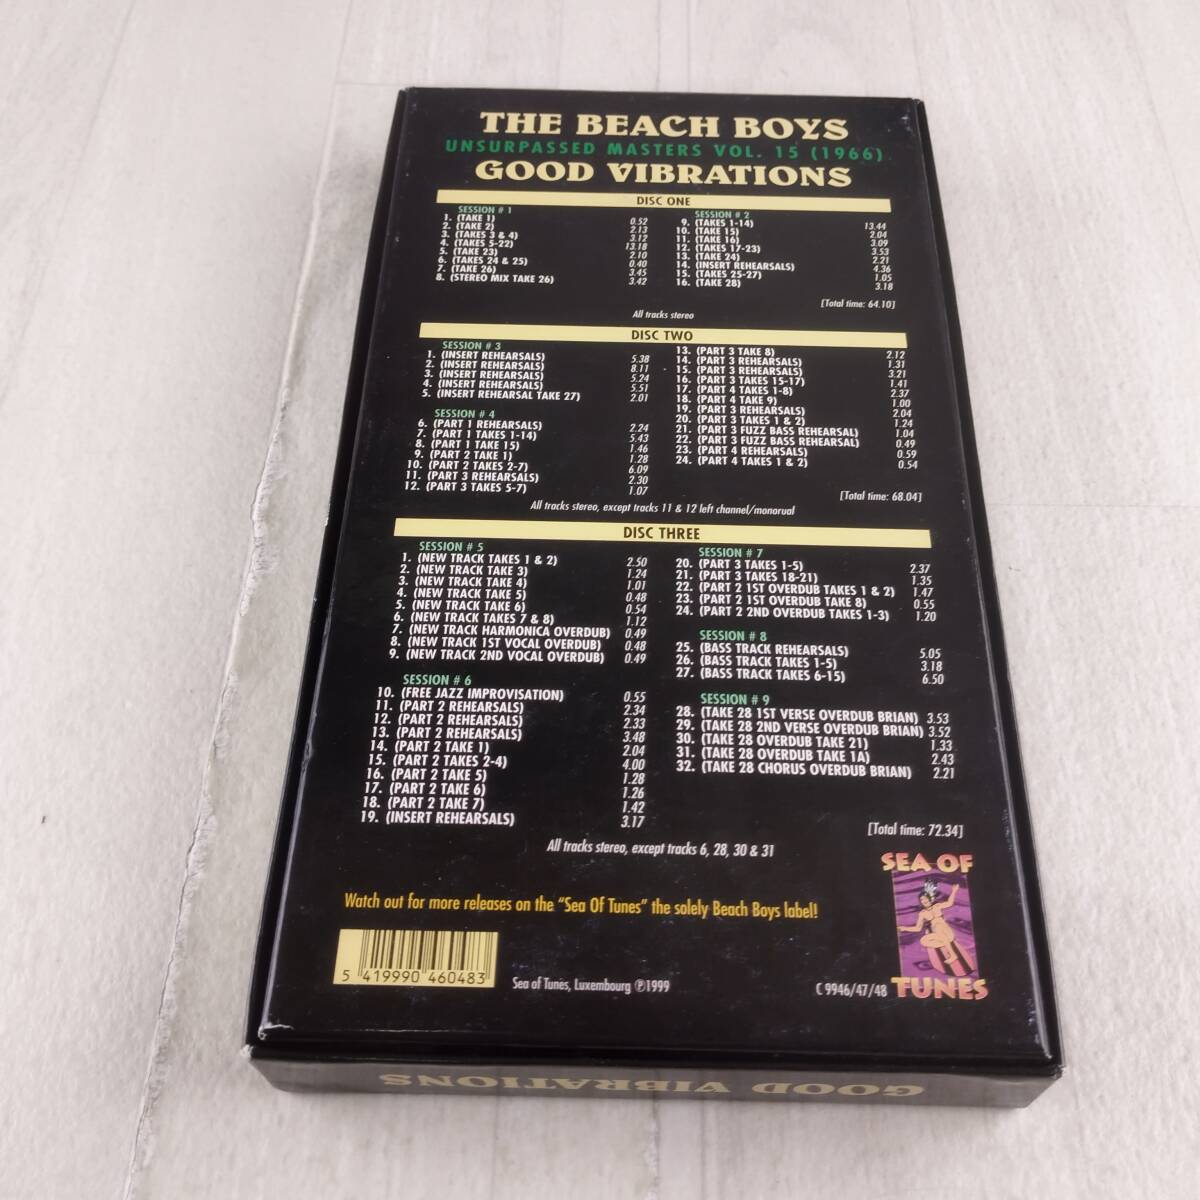 THE BEACH BOYS
UNSURPASSED MASTERS VOL. 15 (1966)
GOOD VIBRATIONS
DISC ONE
SESSION # 1
1. (TAKE 1) 0.52
2. (TAKE 2) 2.13
3. (TAKES 3 & 4) 3.12
4. (TAKES 5-22) 13.18
5. (TAKE 23) 2.10
6. (TAKES 24 & 25) 0.40
7. (TAKE 26) 3.45
8. (STEREO MIX TAKE 26) 3.42
SESSION # 2
9. (TAKES 1-14) 13.44
10. (TAKE 15) 2.04
11. (TAKE 16) 3.09
12. (TAKES 17-23) 3.53
13. (TAKE 24) 2.21
14. (INSERT REHEARSALS) 4.36
15. (TAKES 25-27) 1.05
16. (TAKE 28) 3.18
[Total time: 64.10]
All tracks stereo
DISC TWO
SESSION # 3
1. (INSERT REHEARSALS) 5.38
2. (INSERT REHEARSALS) 8.11
3. (INSERT REHEARSALS) 5.24
4. (INSERT REHEARSALS) 5.51
5. (INSERT REHEARSAL TAKE 27) 2.01
SESSION # 4
6. (PART 1 REHEARSALS) 2.24
7. (PART 1 TAKES 1-14) 5.43
8. (PART 1 TAKE 15) 1.46
9. (PART 2 TAKE 1) 1.28
10. (PART 2 TAKES 2-7) 6.09
11. (PART 3 REHEARSALS) 2.30
12. (PART 3 TAKES 5-7) 1.07
13. (PART 3 TAKE 8) 2.12
14. (PART 3 REHEARSALS) 1.31
15. (PART 3 REHEARSALS) 3.21
16. (PART 3 TAKES 15-17) 1.41
17. (PART 4 TAKES 1-8) 2.37
18. (PART 4 TAKE 9) 1.00
19. (PART 3 REHEARSALS) 2.04
20. (PART 3 TAKES 1 & 2) 1.24
21. (PART 3 FUZZ BASS REHEARSAL) 1.04
22. (PART 3 FUZZ BASS REHEARSAL) 0.49
23. (PART 4 REHEARSALS) 0.59
24. (PART 4 TAKES 1 & 2) 0.54
[Total time: 68.04]
All tracks stereo, except tracks 11 & 12 left channel/monorual
DISC THREE
SESSION # 5
1. (NEW TRACK TAKES 1 & 2) 2.50
2. (NEW TRACK TAKE 3) 1.24
3. (NEW TRACK TAKE 4) 1.01
4. (NEW TRACK TAKE 5) 0.48
5. (NEW TRACK TAKE 6) 0.54
6. (NEW TRACK TAKES 7 & 8) 1.12
7. (NEW TRACK HARMONICA OVERDUB) 0.49
8. (NEW TRACK 1ST VOCAL OVERDUB) 0.48
9. (NEW TRACK 2ND VOCAL OVERDUB) 0.49
SESSION # 6
10. (FREE JAZZ IMPROVISATION) 0.55
11. (PART 2 REHEARSALS) 2.34
12. (PART 2 REHEARSALS) 2.33
13. (PART 2 REHEARSALS) 3.48
14. (PART 2 TAKE 1) 2.04
15. (PART 2 TAKES 2-4) 4.00
16. (PART 2 TAKE 5) 1.28
17. (PART 2 TAKE 6) 1.26
18. (PART 2 TAKE 7) 1.42
19. (INSERT REHEARSALS) 3.17
SESSION # 7
20. (PART 3 TAKES 1-5) 2.37
21. (PART 3 TAKES 18-21) 1.35
22. (PART 2 1ST OVERDUB TAKES 1 & 2) 1.47
23. (PART 2 1ST OVERDUB TAKE 8) 0.55
24. (PART 2 2ND OVERDUB TAKES 1-3) 1.20
SESSION # 8
25. (BASS TRACK REHEARSALS) 5.05
26. (BASS TRACK TAKES 1-5) 3.18
27. (BASS TRACK TAKES 6-15) 6.50
SESSION # 9
28. (TAKE 28 1ST VERSE OVERDUB BRIAN) 3.53
29. (TAKE 28 2ND VERSE OVERDUB BRIAN) 3.52
30. (TAKE 28 OVERDUB TAKE 21) 1.33
31. (TAKE 28 OVERDUB TAKE 1A) 2.43
32. (TAKE 28 CHORUS OVERDUB BRIAN) 2.21
[Total time: 72.34]
All tracks stereo, except tracks 6, 28, 30 & 31
Watch out for more releases on the "Sea Of Tunes" the solely Beach Boys label!
SEA OF
TUNES
5 419990 460483
Sea of Tunes, Luxembourg ℗1999
C 9946/47/48
GOOD VIBRATIONS